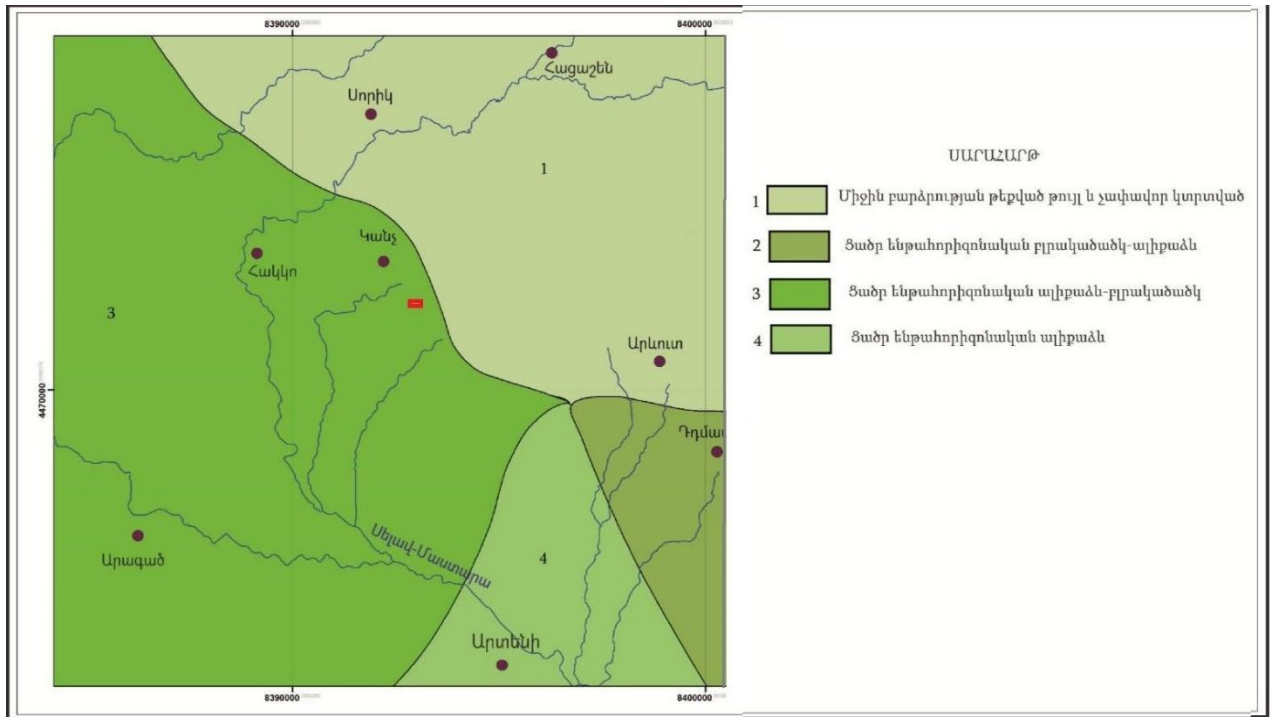 8390000 8400000
Հացաշեն
Սորիկ
1
Կանչ
Հակկո
3
Արևուտ
4470000
Դդմա
Սելավ-Մաստարա
Արագած
4
Արտենի
8390000 8400000
ՍԱՐԱՀԱՐԹ
1 Միջին բարձրության թեքված թույլ և չափավոր կտրտված
2 Ցածր ենթահորիզոնական բլրակածածկ-ալիքաձև
3 Ցածր ենթահորիզոնական ալիքաձև-բլրակածածկ
4 Ցածր ենթահորիզոնական ալիքաձև